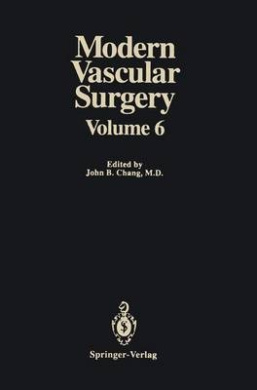 Modern
Vascular
Surgery
Volume 6
Edited by
John B. Chang, M.D.
Springer-Verlag